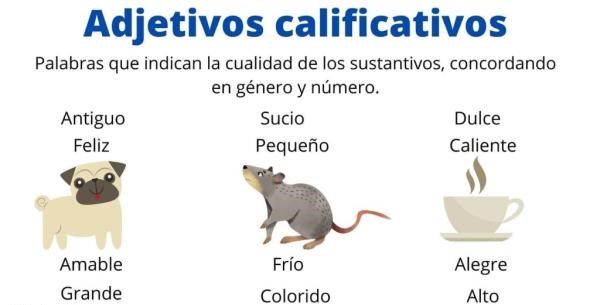 Adjetivos calificativos
Palabras que indican la cualidad de los sustantivos, concordando
en género y número.
Antiguo Sucio Dulce
Feliz Pequeño Caliente
Amable Frío Alegre
Grande Colorido Alto